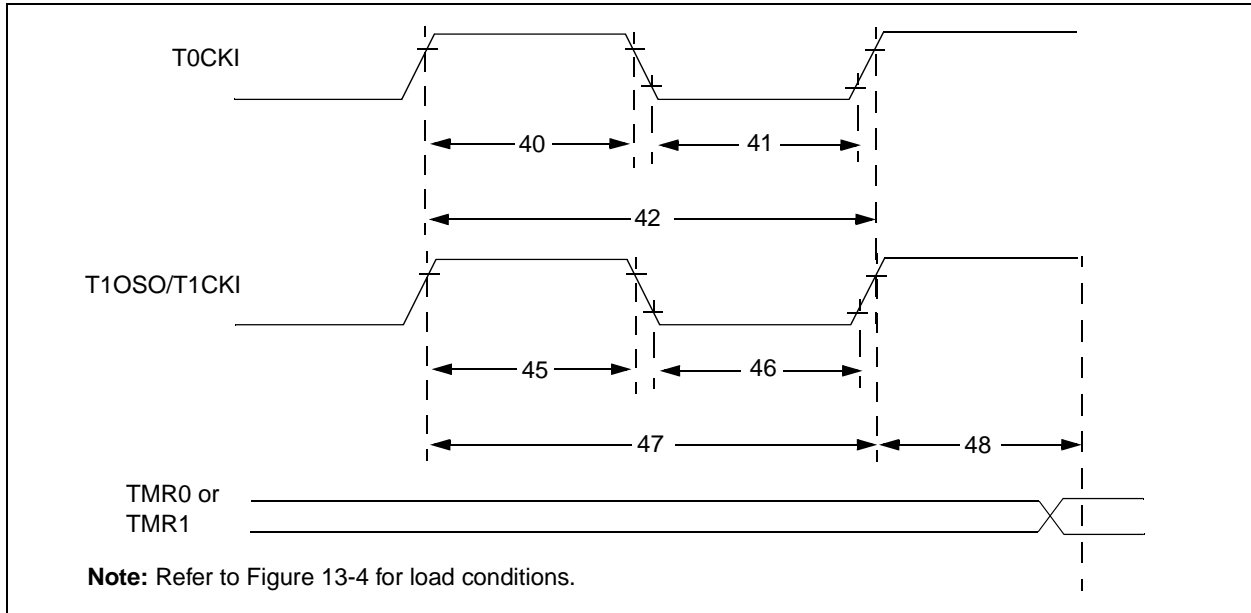 T0CKI
40
41
42
T1OSO/T1CKI
45
46
47
48
TMR0 or
TMR1
Note: Refer to Figure 13-4 for load conditions.